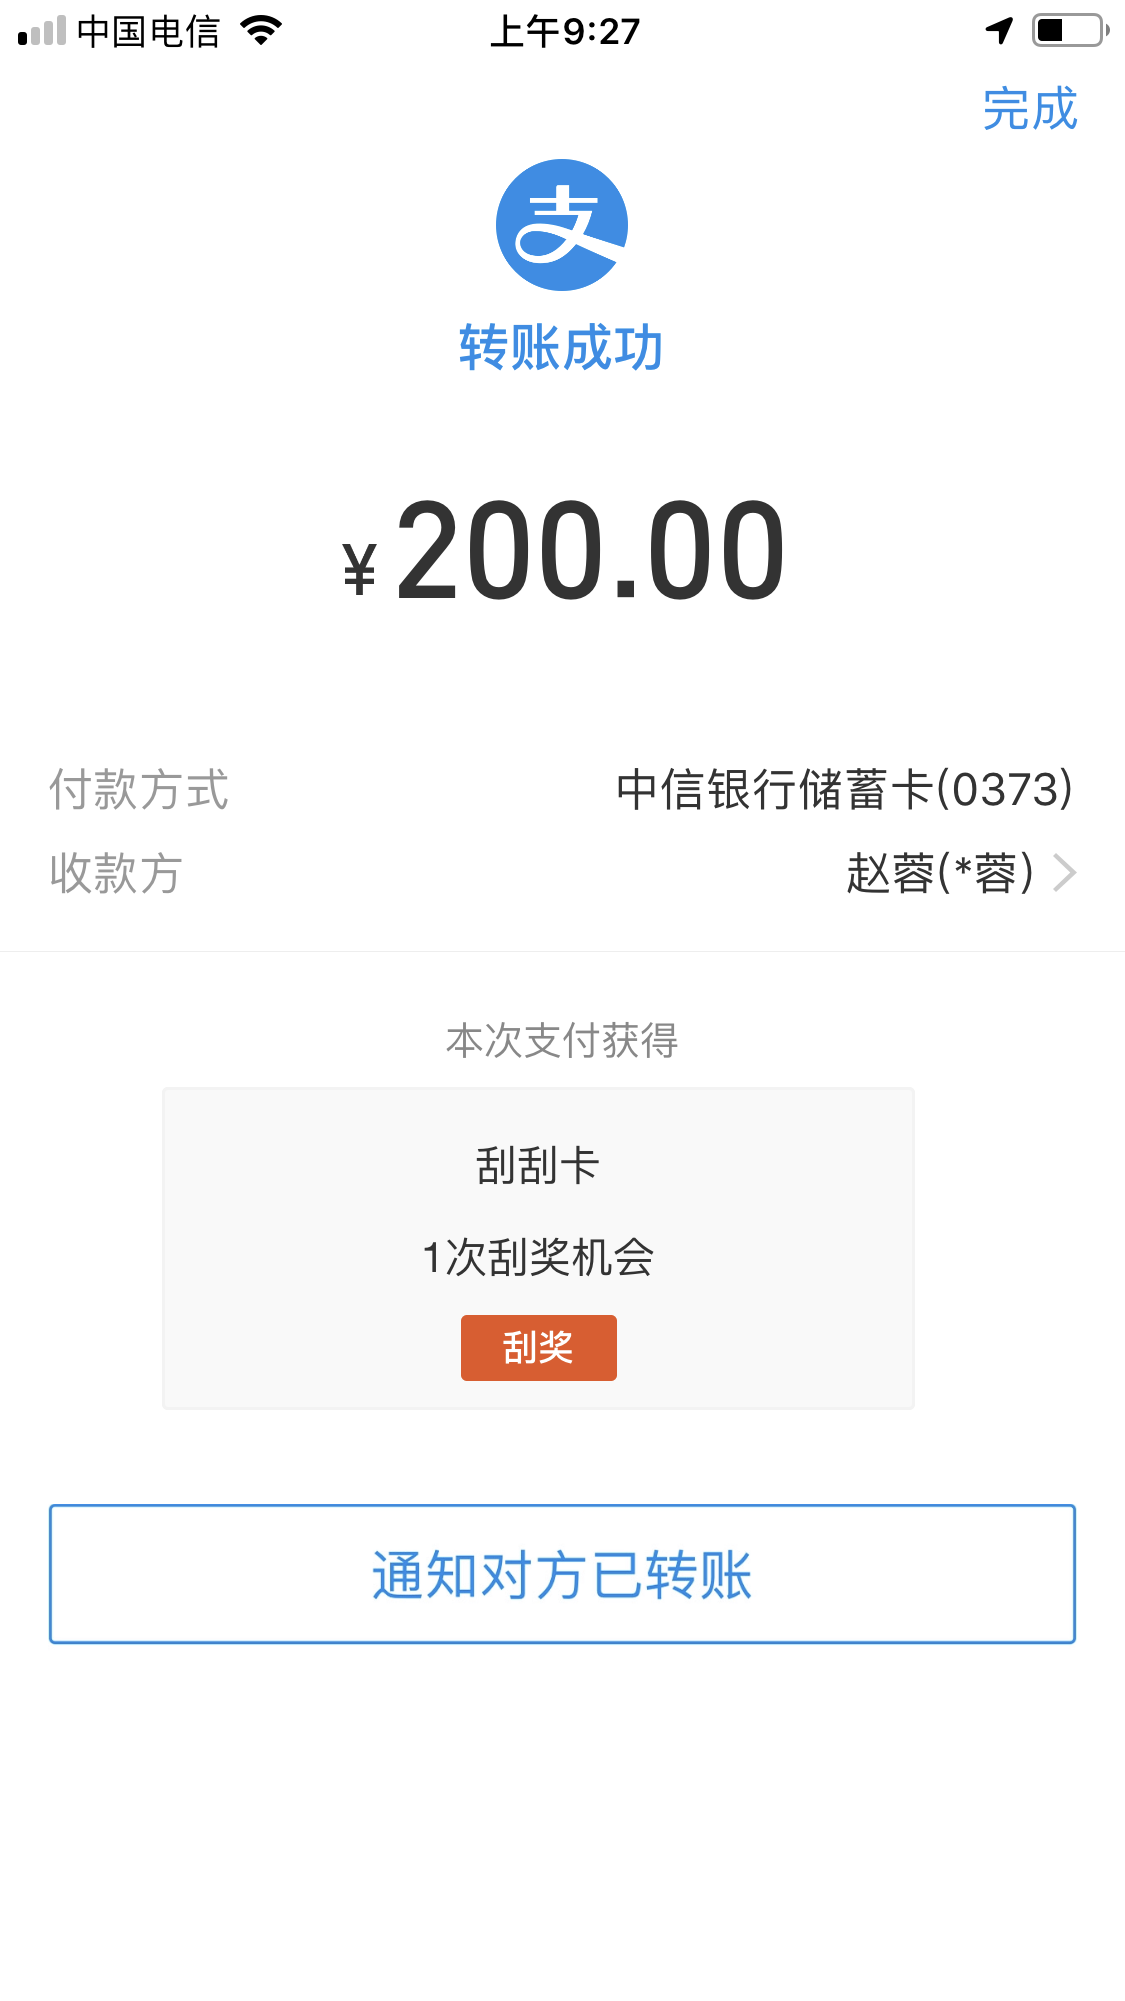 中国电信 上午9:27
完成
支
转账成功
¥200.00
付款方式 中信银行储蓄卡(0373)
收款方 赵蓉(*蓉)
本次支付获得
刮刮卡
1次刮奖机会
刮奖
通知对方已转账